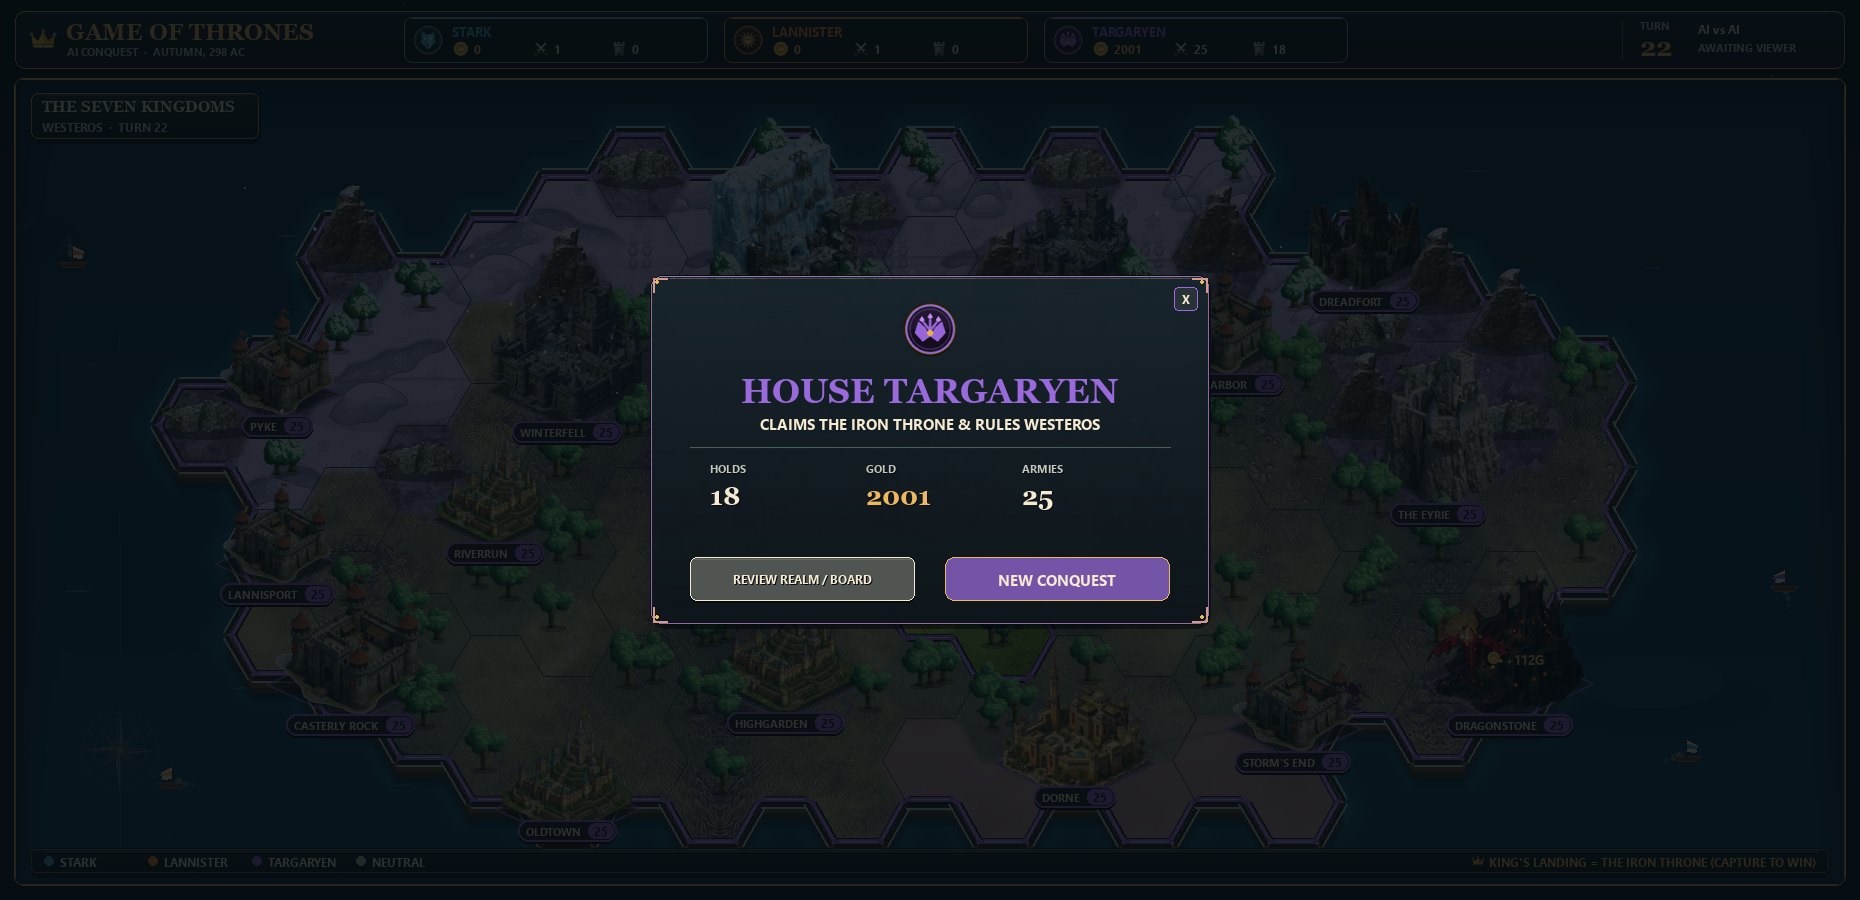 GAME OF THRONES
AI CONQUEST · AUTUMN, 298 AC
STARK
0 1 0
LANNISTER
0 1 0
TARGARYEN
2001 25 18
TURN
22
AI vs AI
AWAITING VIEWER
THE SEVEN KINGDOMS
WESTEROS · TURN 22
DREADFORT 25
ARBOR 25
PYKE 25
WINTERFELL 25
THE EYRIE 25
RIVERRUN 25
LANNISPORT 25
CASTERLY ROCK 25
HIGHGARDEN 25
+112G
DRAGONSTONE 25
STORM'S END 25
DORNE 25
OLDTOWN 25
X
HOUSE TARGARYEN
CLAIMS THE IRON THRONE & RULES WESTEROS
HOLDS GOLD ARMIES
18 2001 25
REVIEW REALM / BOARD
NEW CONQUEST
STARK LANNISTER TARGARYEN NEUTRAL
KING'S LANDING = THE IRON THRONE (CAPTURE TO WIN)